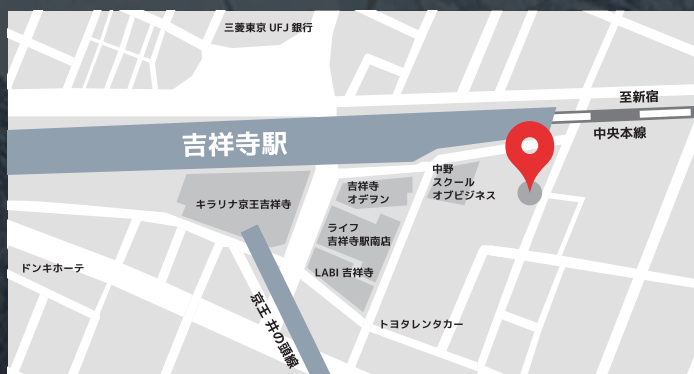 三菱東京 UFJ 銀行
至新宿
中央本線
吉祥寺駅
中野
スクール
オブビジネス
吉祥寺
オデヲン
キラリナ京王吉祥寺
ライフ
吉祥寺駅南店
LABI 吉祥寺
ドンキホーテ
京王 井の頭線
トヨタレンタカー